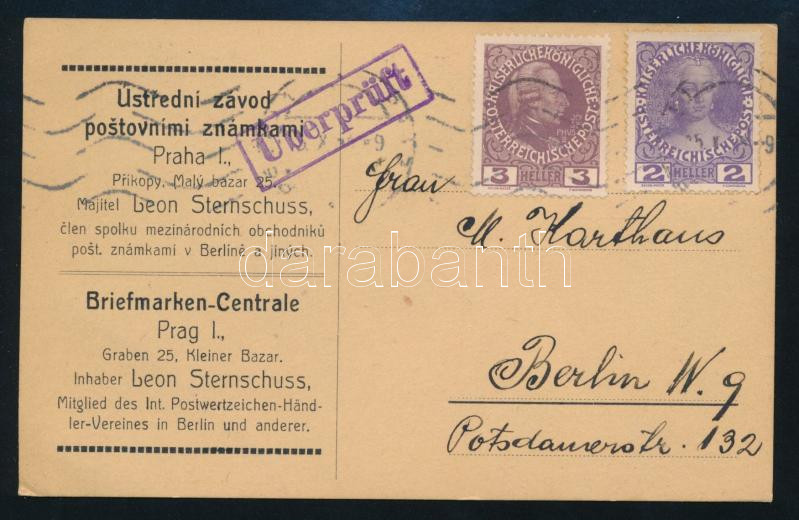 Ústřední závod
poštovními známkami
Praha I.,
Přikopy. Malý bazar 25.
Majitel Leon Sternschuss,
člen spolku mezinárodních obchodníků
pošt. známkami v Berlíně a jiných.
Briefmarken-Centrale
Prag I.,
Graben 25, Kleiner Bazar.
Inhaber Leon Sternschuss,
Mitglied des Int. Postwertzeichen-Händ-
ler-Vereines in Berlin und anderer.
Überprüft
KAISERLICHE KÖNIGLICHE
ÖSTERREICHISCHE POST
3 HELLER 3
KAISERLICHE KÖNIGLICHE
ÖSTERREICHISCHE POST
2 HELLER 2
Frau
M. Karthaus
Berlin W. 9
Potsdamerstr. 132
darabanth